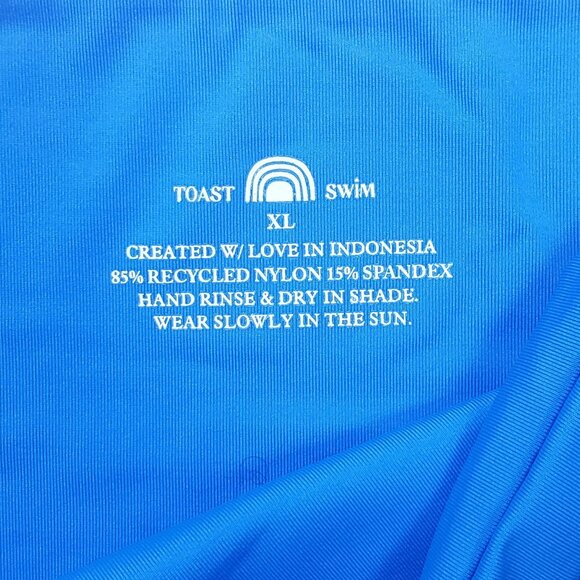 TOAST SWiM
XL
CREATED W/ LOVE IN INDONESIA
85% RECYCLED NYLON 15% SPANDEX
HAND RINSE & DRY IN SHADE.
WEAR SLOWLY IN THE SUN.